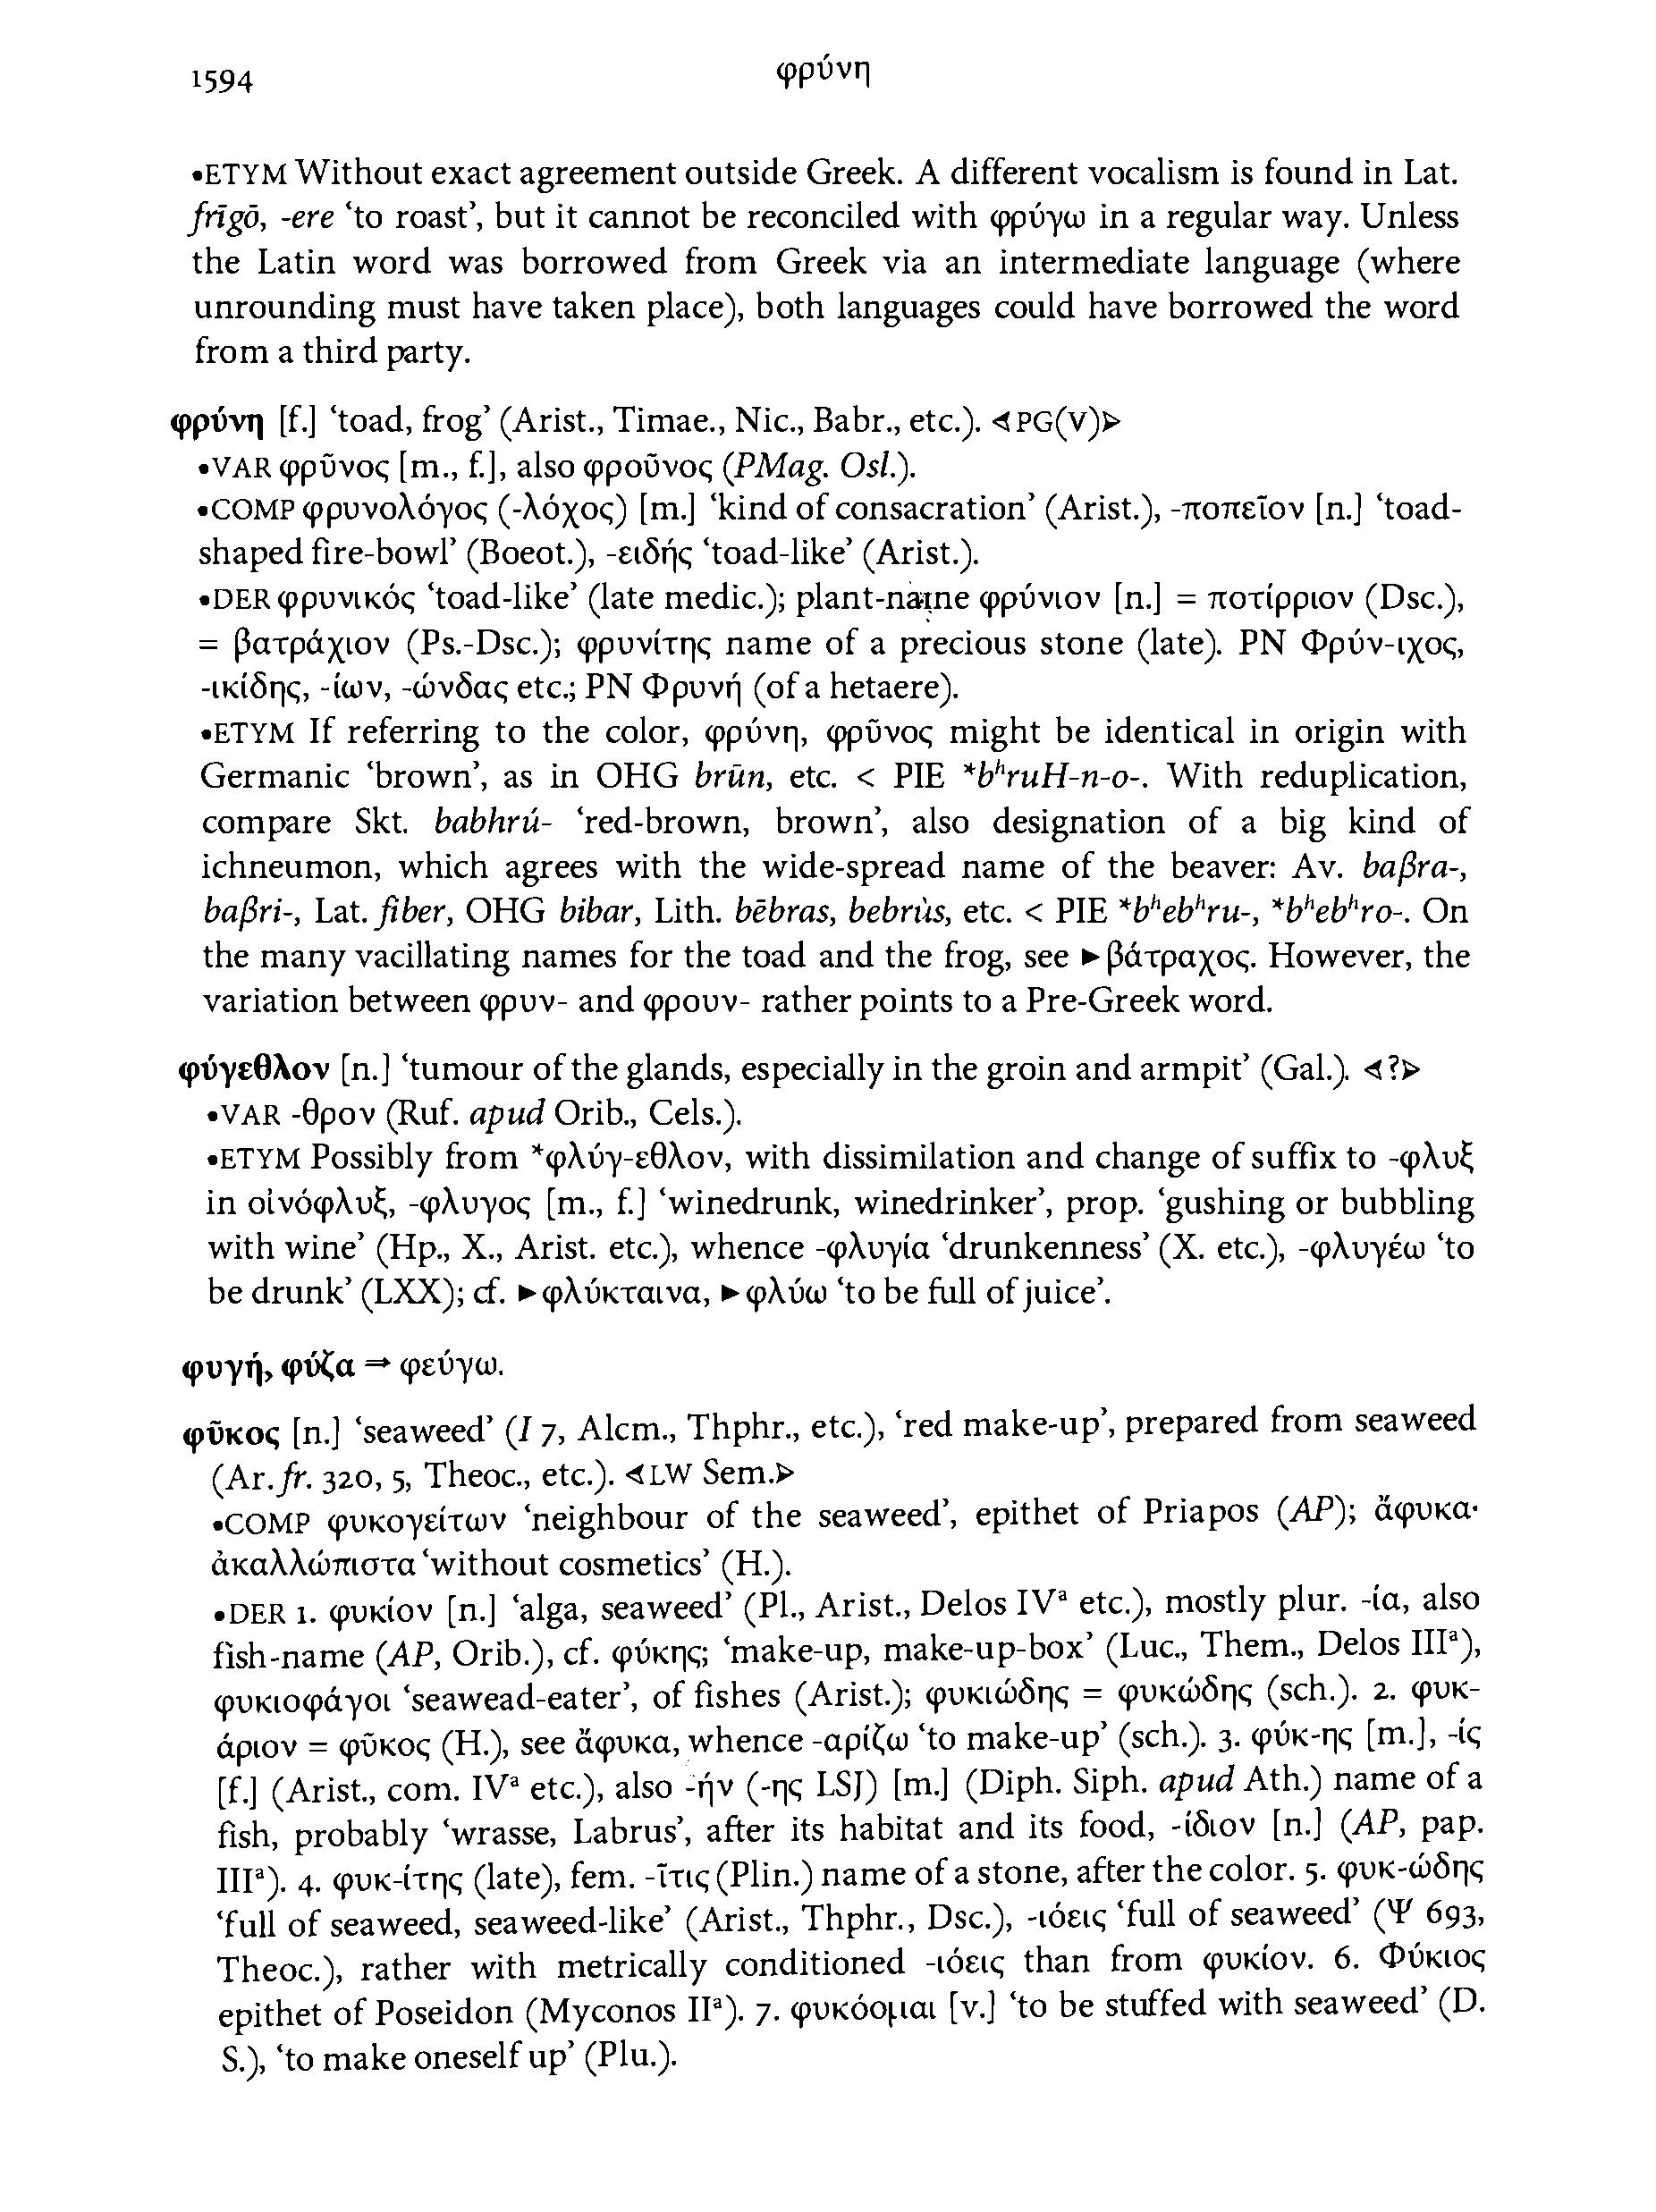 1594
φρύνη
•ETYM Without exact agreement outside Greek. A different vocalism is found in Lat.
frīgō, -ere ‘to roast’, but it cannot be reconciled with φρύγω in a regular way. Unless
the Latin word was borrowed from Greek via an intermediate language (where
unrounding must have taken place), both languages could have borrowed the word
from a third party.
φρύνη [f.] ‘toad, frog’ (Arist., Timae., Nic., Babr., etc.). ⊲PG(V)⊳
•VAR φρῦνος [m., f.], also φροῦνος (PMag. Osl.).
•COMP φρυνολόγος (-λόχος) [m.] ‘kind of consacration’ (Arist.), -ποπεῖον [n.] ‘toad-
shaped fire-bowl’ (Boeot.), -ειδής ‘toad-like’ (Arist.).
•DER φρυνικός ‘toad-like’ (late medic.); plant-name φρύνιον [n.] = ποτίρριον (Dsc.),
= βατράχιον (Ps.-Dsc.); φρυνίτης name of a precious stone (late). PN Φρύν-ιχος,
-ικίδης, -ίων, -ώνδας etc.; PN Φρυνή (of a hetaere).
•ETYM If referring to the color, φρύνη, φρῦνος might be identical in origin with
Germanic ‘brown’, as in OHG brūn, etc. < PIE *bʰruH-n-o-. With reduplication,
compare Skt. babhrú- ‘red-brown, brown’, also designation of a big kind of
ichneumon, which agrees with the wide-spread name of the beaver: Av. baβra-,
baβri-, Lat. fiber, OHG bibar, Lith. bẽbras, bebrùs, etc. < PIE *bʰebʰru-, *bʰebʰro-. On
the many vacillating names for the toad and the frog, see ►βάτραχος. However, the
variation between φρυν- and φρουν- rather points to a Pre-Greek word.
φύγεθλον [n.] ‘tumour of the glands, especially in the groin and armpit’ (Gal.). ⊲?⊳
•VAR -θρον (Ruf. apud Orib., Cels.).
•ETYM Possibly from *φλύγ-εθλον, with dissimilation and change of suffix to -φλυξ
in οἰνόφλυξ, -φλυγος [m., f.] ‘winedrunk, winedrinker’, prop. ‘gushing or bubbling
with wine’ (Hp., X., Arist. etc.), whence -φλυγία ‘drunkenness’ (X. etc.), -φλυγέω ‘to
be drunk’ (LXX); cf. ►φλύκταινα, ►φλύω ‘to be full of juice’.
φυγή, φύζα ⇒ φεύγω.
φῦκος [n.] ‘seaweed’ (I 7, Alcm., Thphr., etc.), ‘red make-up’, prepared from seaweed
(Ar. fr. 320, 5, Theoc., etc.). ⊲LW Sem.⊳
•COMP φυκογείτων ‘neighbour of the seaweed’, epithet of Priapos (AP); ἄφυκα·
ἀκαλλώπιστα ‘without cosmetics’ (H.).
•DER 1. φυκίον [n.] ‘alga, seaweed’ (Pl., Arist., Delos IVᵃ etc.), mostly plur. -ία, also
fish-name (AP, Orib.), cf. φύκης; ‘make-up, make-up-box’ (Luc., Them., Delos IIIᵃ),
φυκιοφάγοι ‘seawead-eater’, of fishes (Arist.); φυκιώδης = φυκώδης (sch.). 2. φυκ-
άριον = φῦκος (H.), see ἄφυκα, whence -αρίζω ‘to make-up’ (sch.). 3. φύκ-ης [m.], -ίς
[f.] (Arist., com. IVᵃ etc.), also -ήν (-ης LSJ) [m.] (Diph. Siph. apud Ath.) name of a
fish, probably ‘wrasse, Labrus’, after its habitat and its food, -ίδιον [n.] (AP, pap.
IIIᵃ). 4. φυκ-ίτης (late), fem. -ῖτις (Plin.) name of a stone, after the color. 5. φυκ-ώδης
‘full of seaweed, seaweed-like’ (Arist., Thphr., Dsc.), -ιόεις ‘full of seaweed’ (Ψ 693,
Theoc.), rather with metrically conditioned -ιόεις than from φυκίον. 6. Φύκιος
epithet of Poseidon (Myconos IIᵃ). 7. φυκόομαι [v.] ‘to be stuffed with seaweed’ (D.
S.), ‘to make oneself up’ (Plu.).